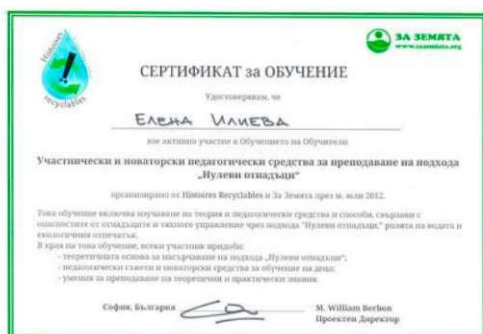 Histoires
recyclables
ЗА ЗЕМЯТА
www.zazemiata.org
СЕРТИФИКАТ за ОБУЧЕНИЕ
Удостоверявам, че
ЕЛЕНА ИЛИЕВА
взе активно участие в Обучението на Обучители
Участнически и новаторски педагогически средства за преподаване на подхода
„Нулеви отпадъци“
организирано от Histoires Recyclables и За Земята през м. юли 2012.
Това обучение включва изучаване на теория и педагогически средства и способи, свързани с
опасностите от отпадъците и тяхното управление чрез подхода "Нулеви отпадъци," ролята на водата и
екологичния отпечатък.
В края на това обучение, всеки участник придоби:
- теоретичната основа за насърчаване на подхода „Нулеви отпадъци“;
- педагогически съвети и новаторски средства за обучение на деца;
- умения за преподаване на теоретични и практически знания.
София, България
M. William Berhon
Проектен Директор